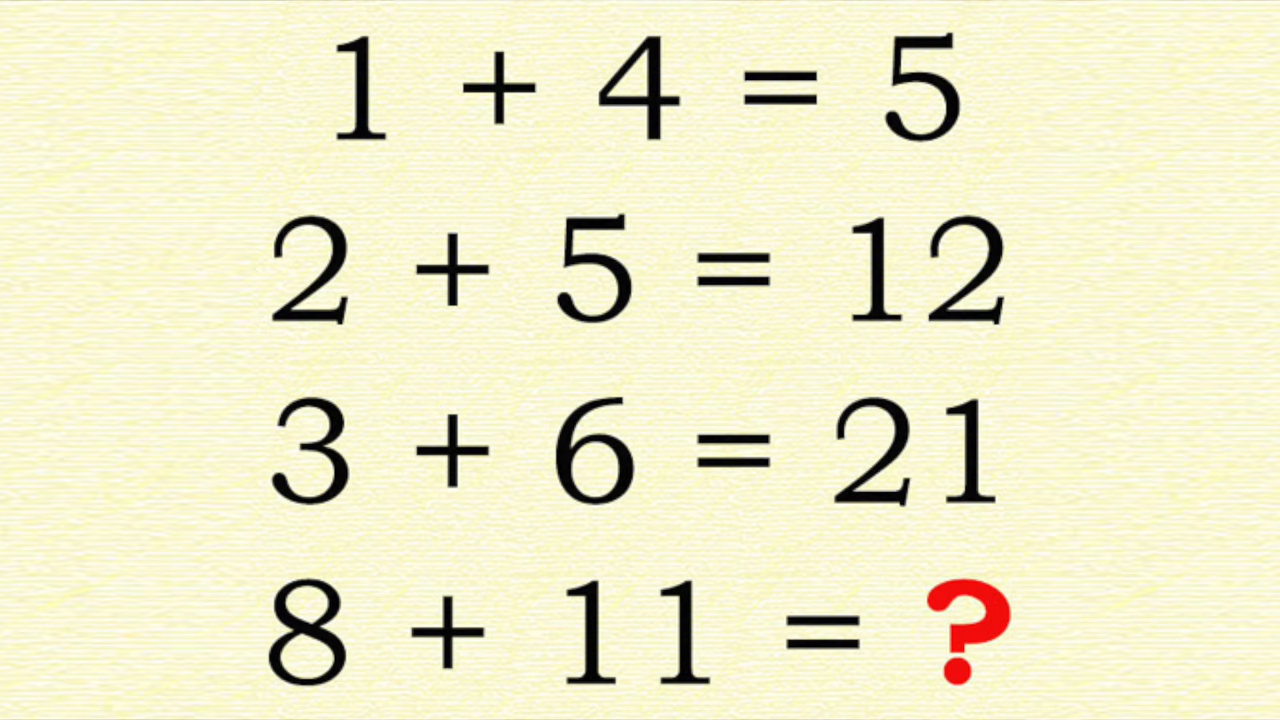 1 + 4 = 5
2 + 5 = 12
3 + 6 = 21
8 + 11 = ?